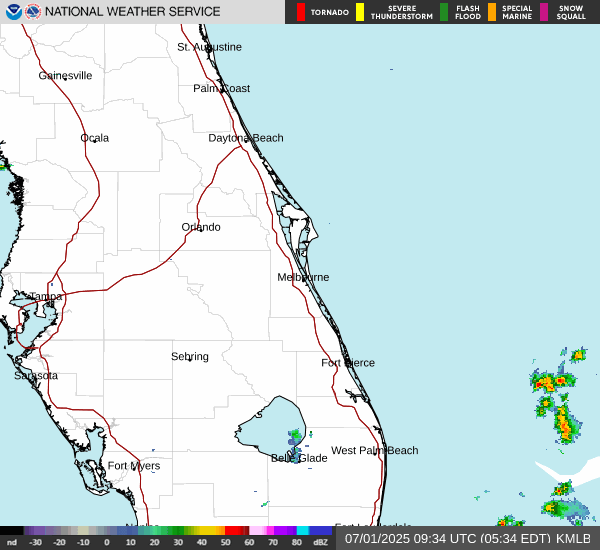 NATIONAL WEATHER SERVICE
TORNADO
SEVERE
THUNDERSTORM
FLASH
FLOOD
SPECIAL
MARINE
SNOW
SQUALL
St. Augustine
Gainesville
Palm Coast
Ocala
Daytona Beach
Orlando
Melbourne
Tampa
Sebring
Fort Pierce
Sarasota
West Palm Beach
Belle Glade
Fort Myers
nd -30 -20 -10 0 10 20 30 40 50 60 70 80 dBZ
07/01/2025 09:34 UTC (05:34 EDT) KMLB